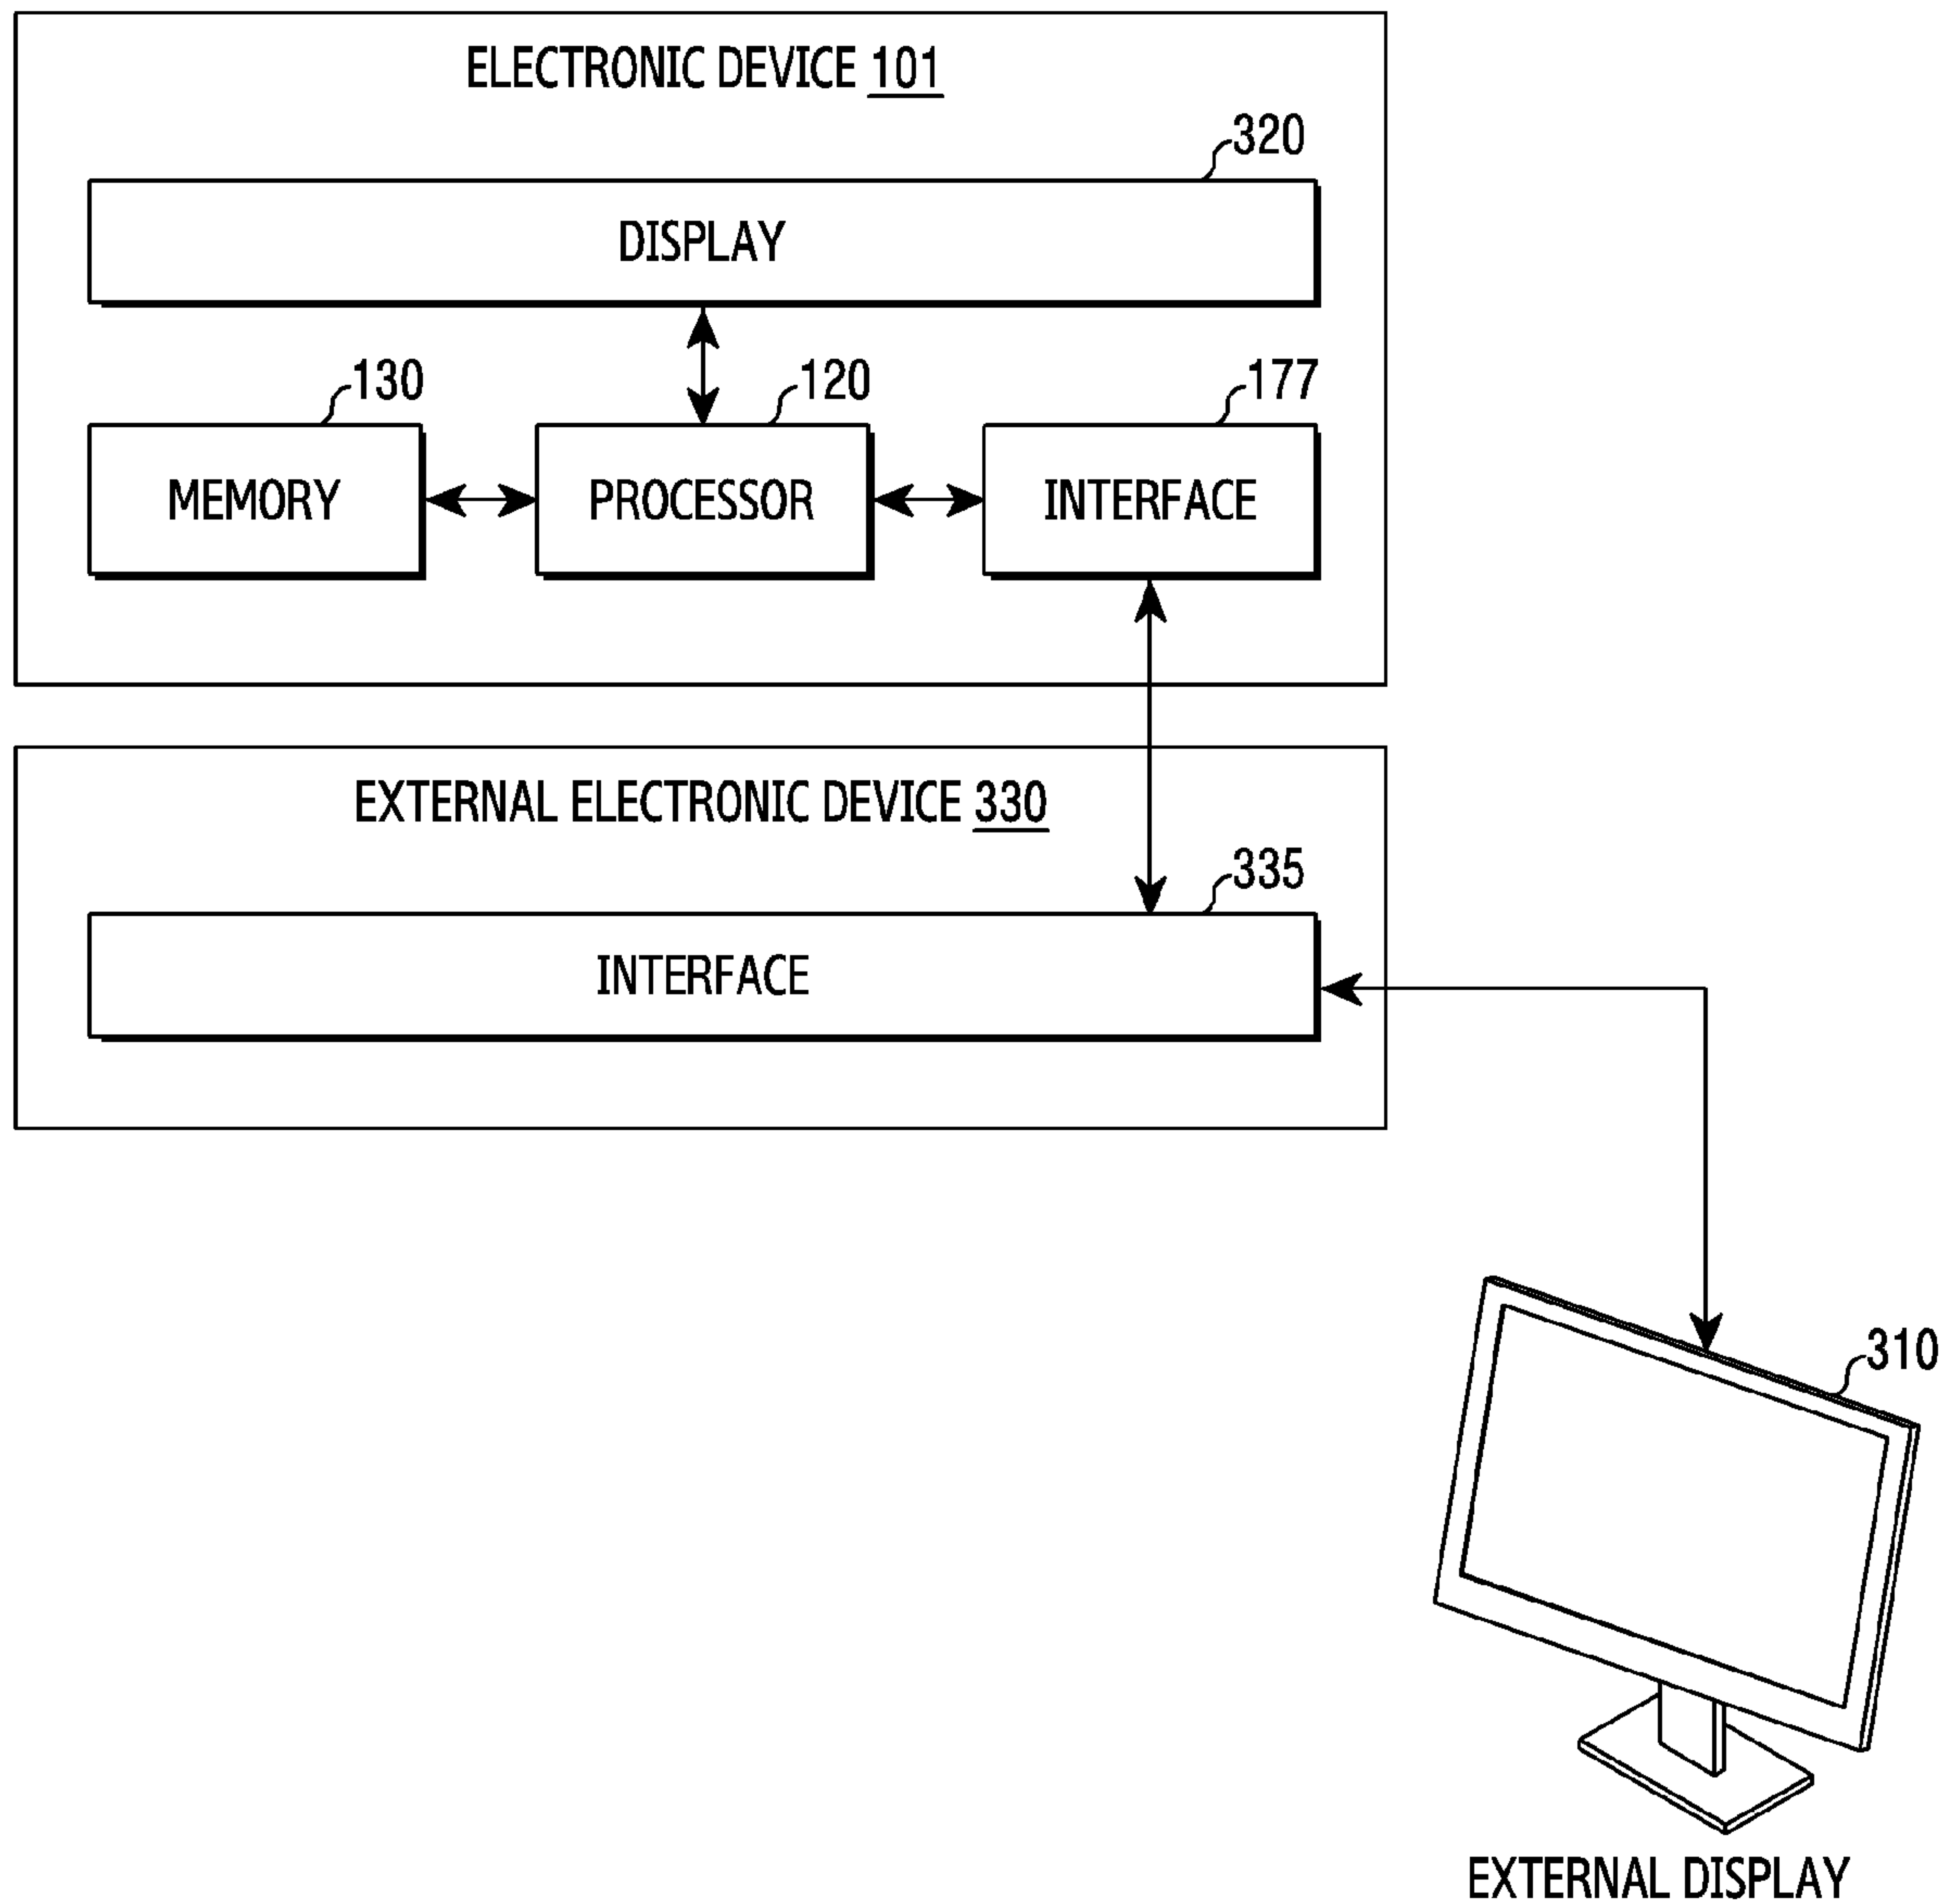 ELECTRONIC DEVICE 101
320
DISPLAY
130
120
177
MEMORY
PROCESSOR
INTERFACE
EXTERNAL ELECTRONIC DEVICE 330
335
INTERFACE
310
EXTERNAL DISPLAY